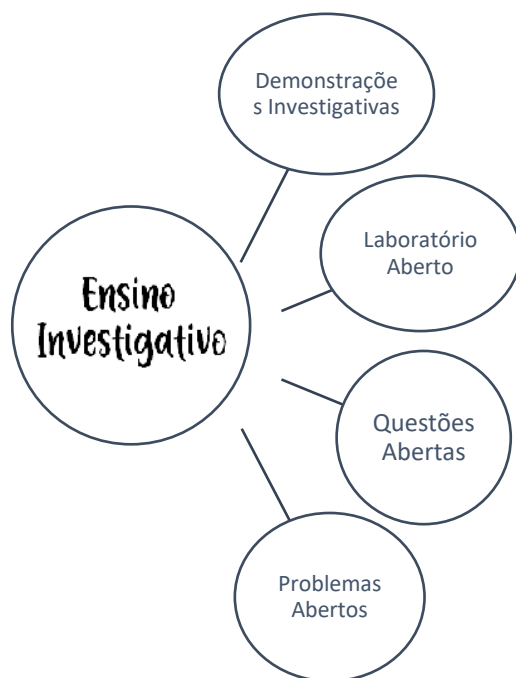 Demonstraçõe
s Investigativas
Laboratório
Aberto
Ensino
Investigativo
Questões
Abertas
Problemas
Abertos